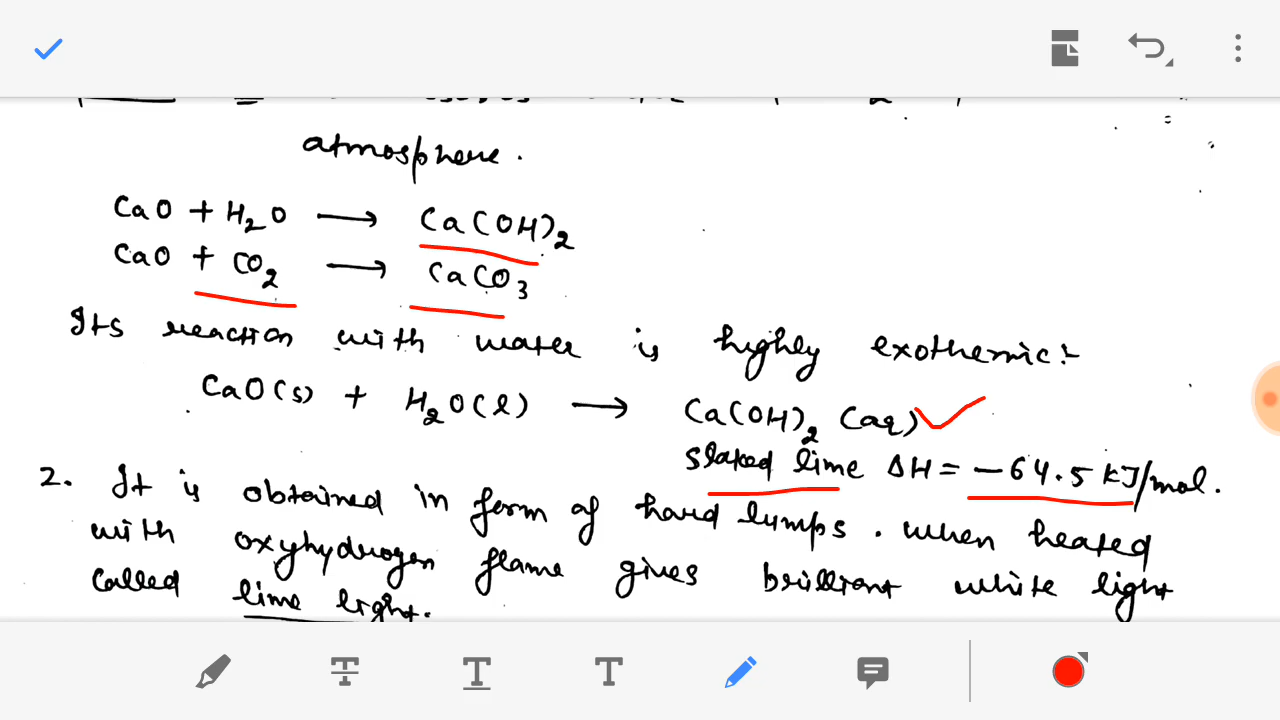 atmosphere.
CaO + H2O ⟶ Ca(OH)2
CaO + CO2 ⟶ CaCO3
Its reaction with water is highly exothemic:-
CaO(s) + H2O(l) ⟶ Ca(OH)2 (aq)
slaked lime ΔH = -64.5 kJ/mol.
2. It is obtained in form of hard lumps. when heated
with oxyhydrogen flame gives brilliant white light
called lime light.
T T T